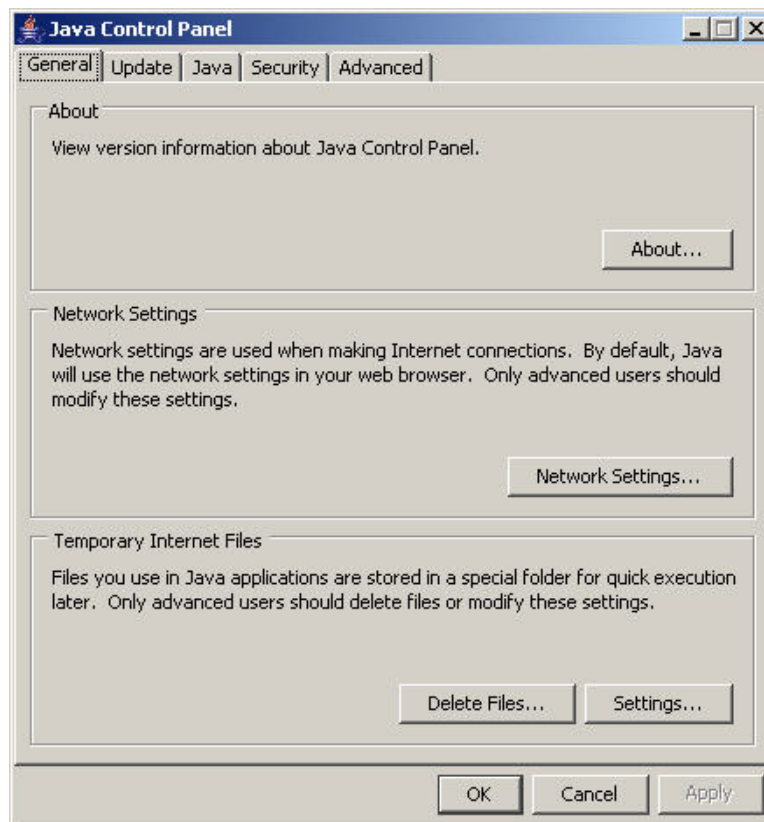 Java Control Panel
General Update Java Security Advanced
About
View version information about Java Control Panel.
About...
Network Settings
Network settings are used when making Internet connections.  By default, Java
will use the network settings in your web browser.  Only advanced users should
modify these settings.
Network Settings...
Temporary Internet Files
Files you use in Java applications are stored in a special folder for quick execution
later.  Only advanced users should delete files or modify these settings.
Delete Files... Settings...
OK Cancel Apply